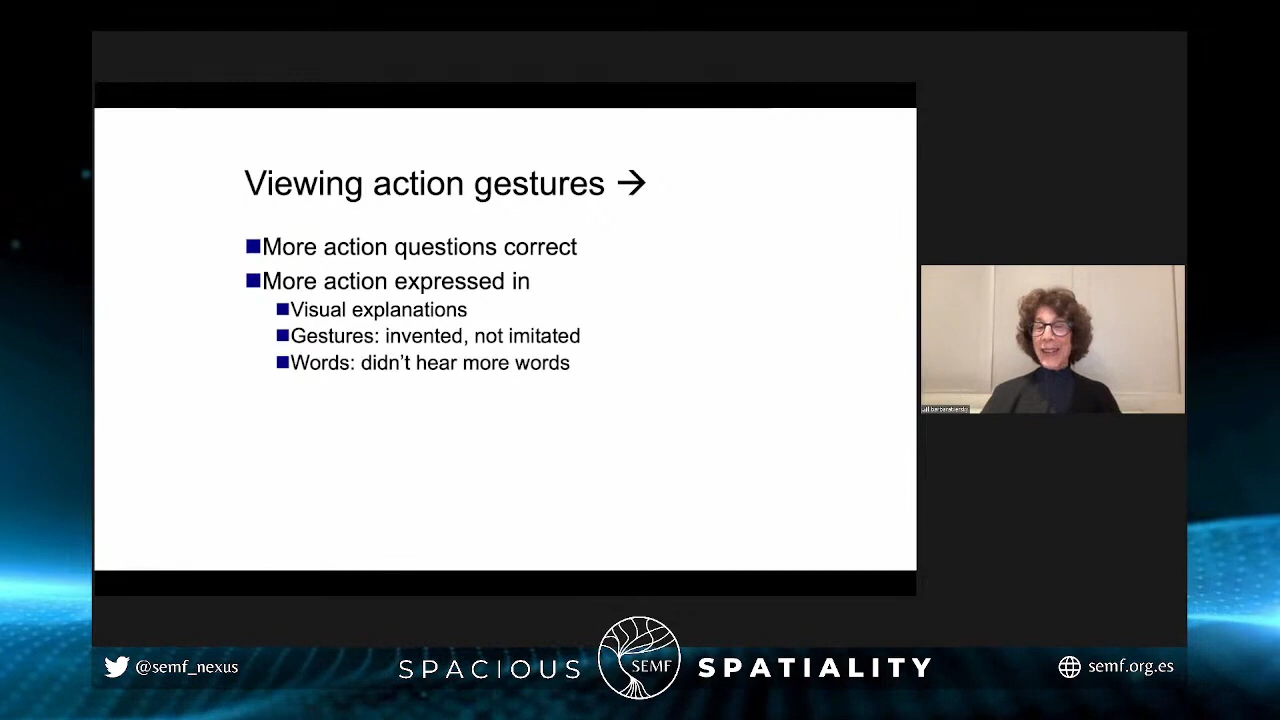 Viewing action gestures →
■More action questions correct
■More action expressed in
■Visual explanations
■Gestures: invented, not imitated
■Words: didn't hear more words
barbaratversky
@semf_nexus
SPACIOUS
SEMF
SPATIALITY
semf.org.es